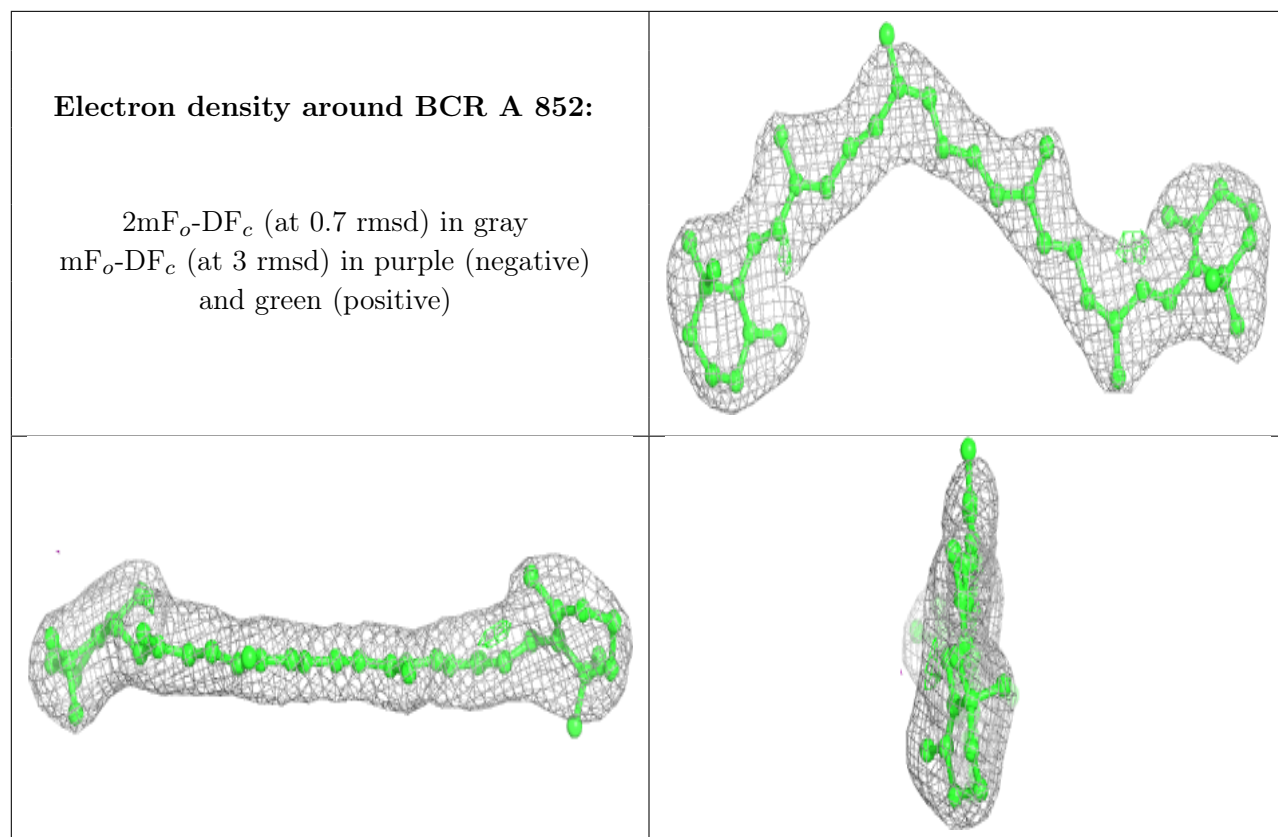 Electron density around BCR A 852:
2mFₒ-DF𝑐 (at 0.7 rmsd) in gray
mFₒ-DF𝑐 (at 3 rmsd) in purple (negative)
and green (positive)